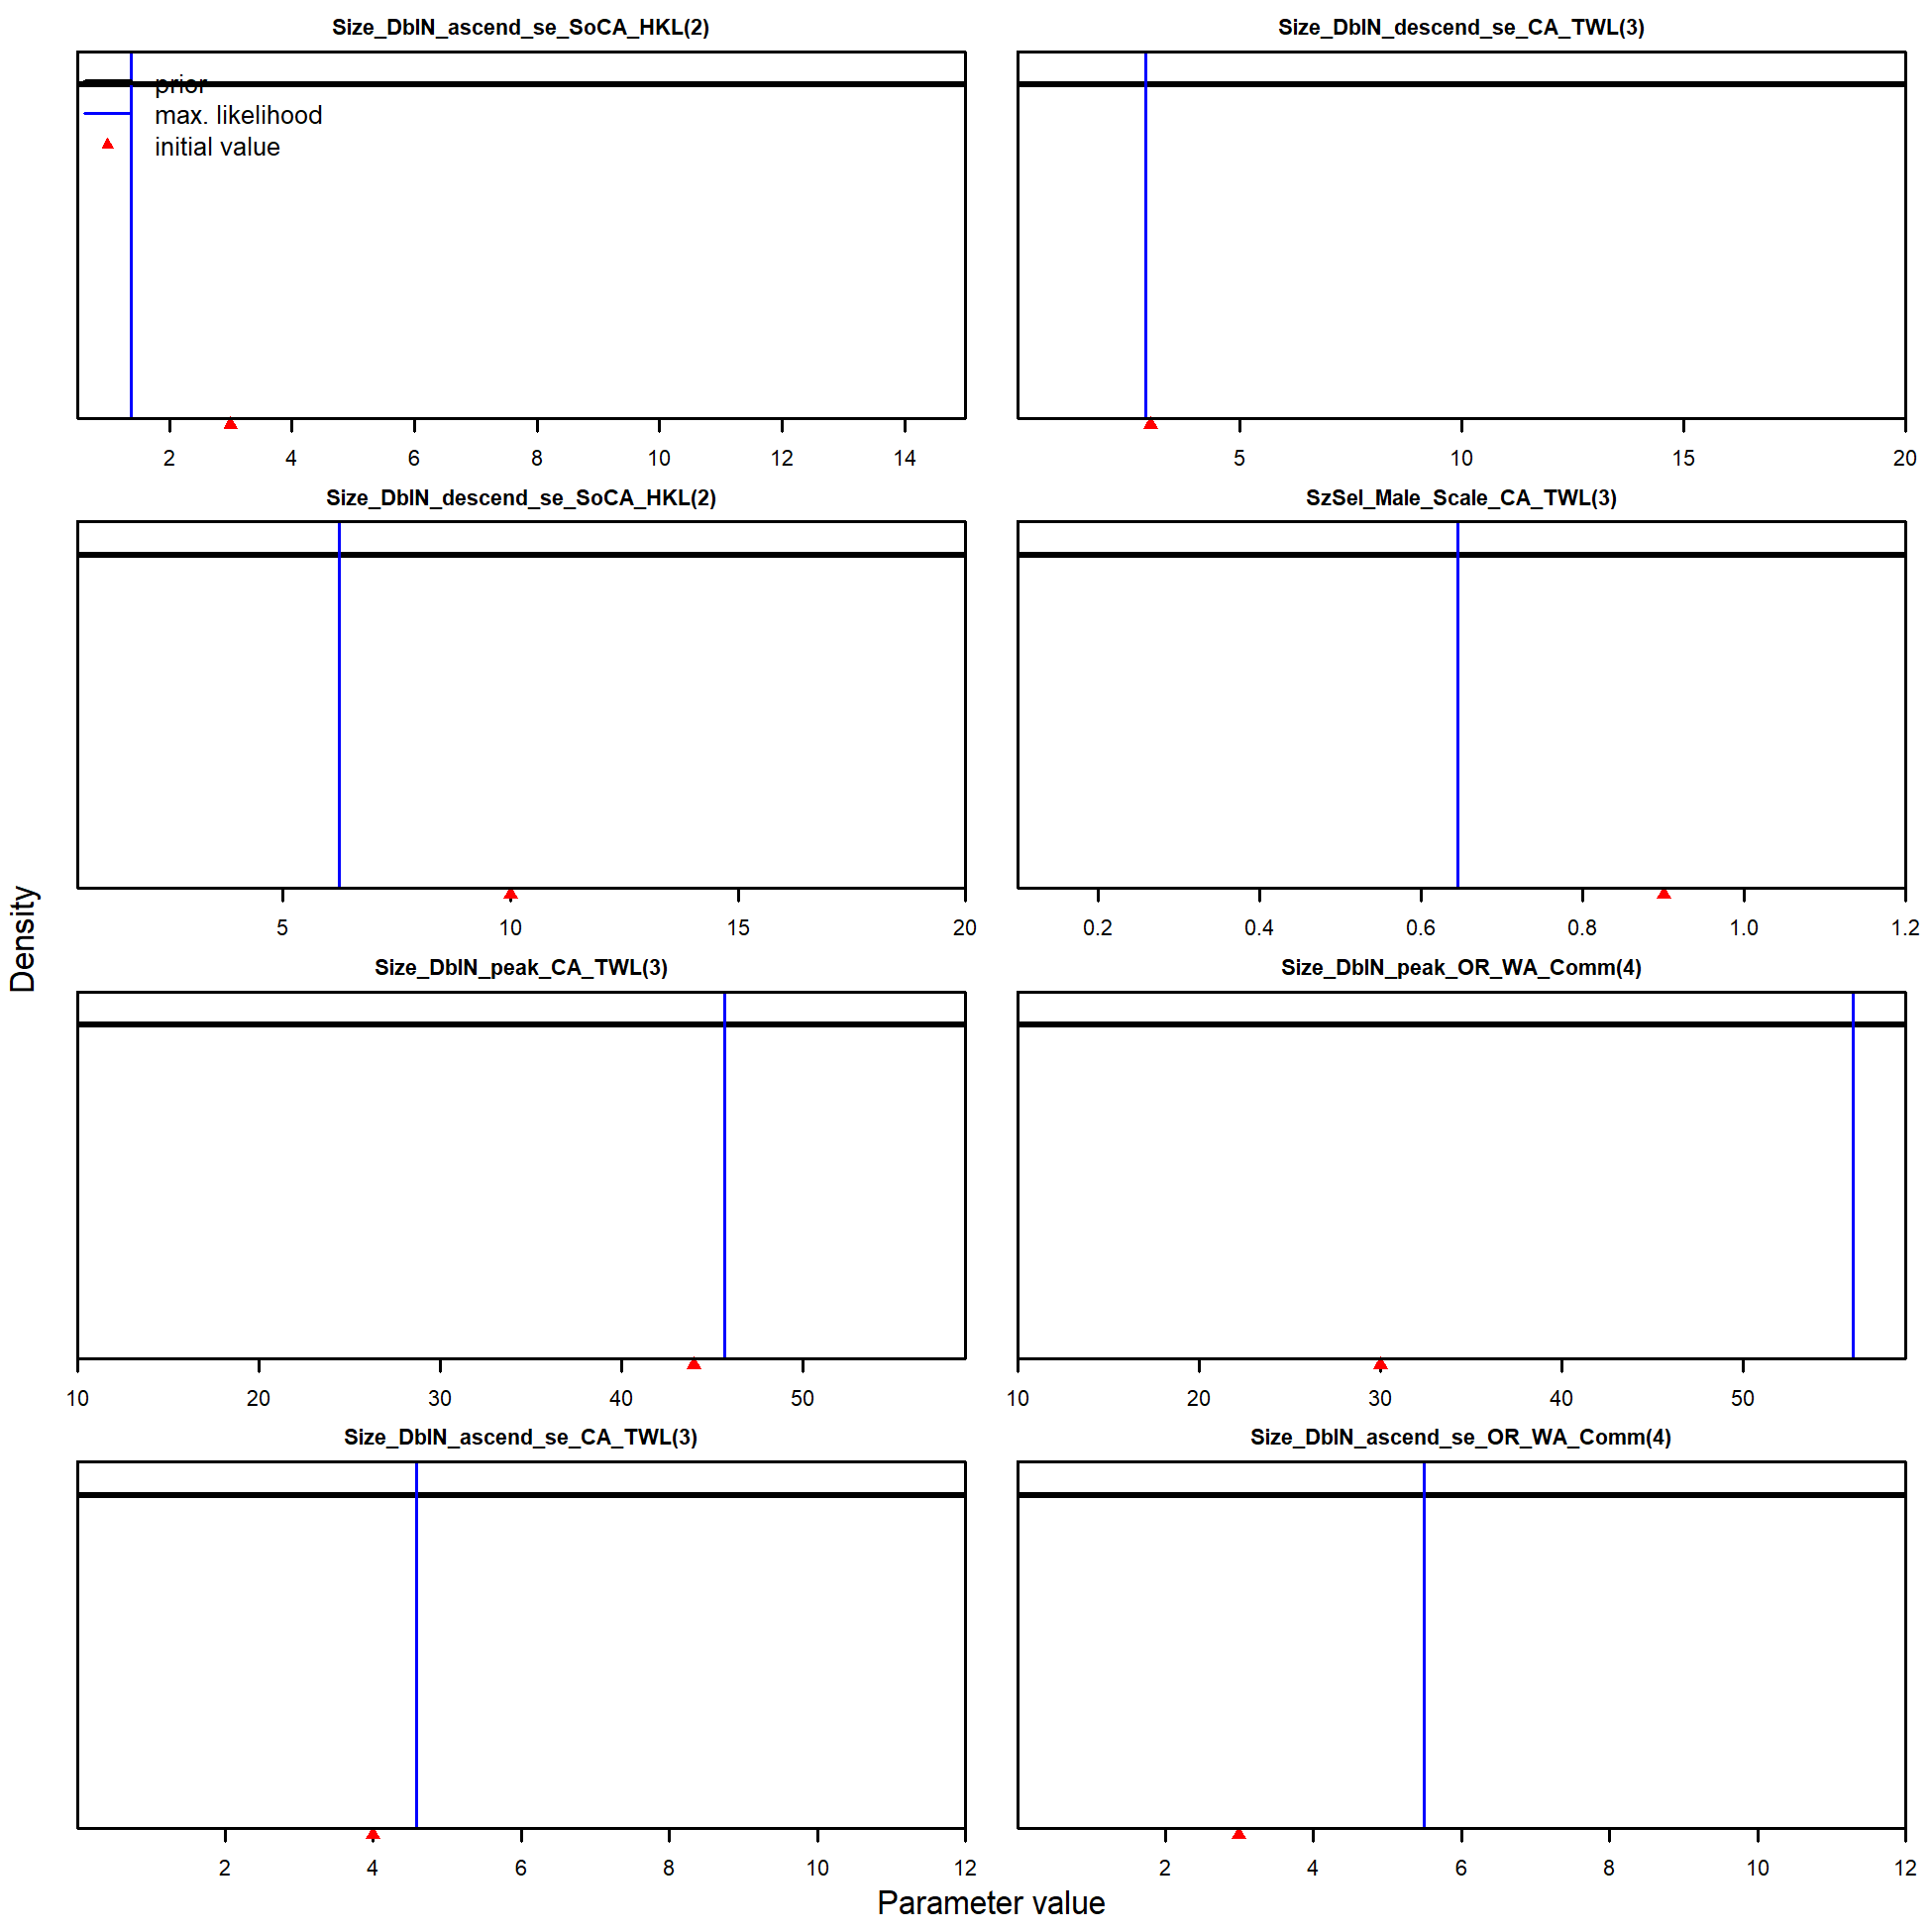 Size_DblN_ascend_se_SoCA_HKL(2)
prior
max. likelihood
initial value
2 4 6 8 10 12 14
Size_DblN_descend_se_CA_TWL(3)
5 10 15 20
Size_DblN_descend_se_SoCA_HKL(2)
5 10 15 20
SzSel_Male_Scale_CA_TWL(3)
0.2 0.4 0.6 0.8 1.0 1.2
Size_DblN_peak_CA_TWL(3)
10 20 30 40 50
Size_DblN_peak_OR_WA_Comm(4)
10 20 30 40 50
Size_DblN_ascend_se_CA_TWL(3)
2 4 6 8 10 12
Size_DblN_ascend_se_OR_WA_Comm(4)
2 4 6 8 10 12
Density
Parameter value